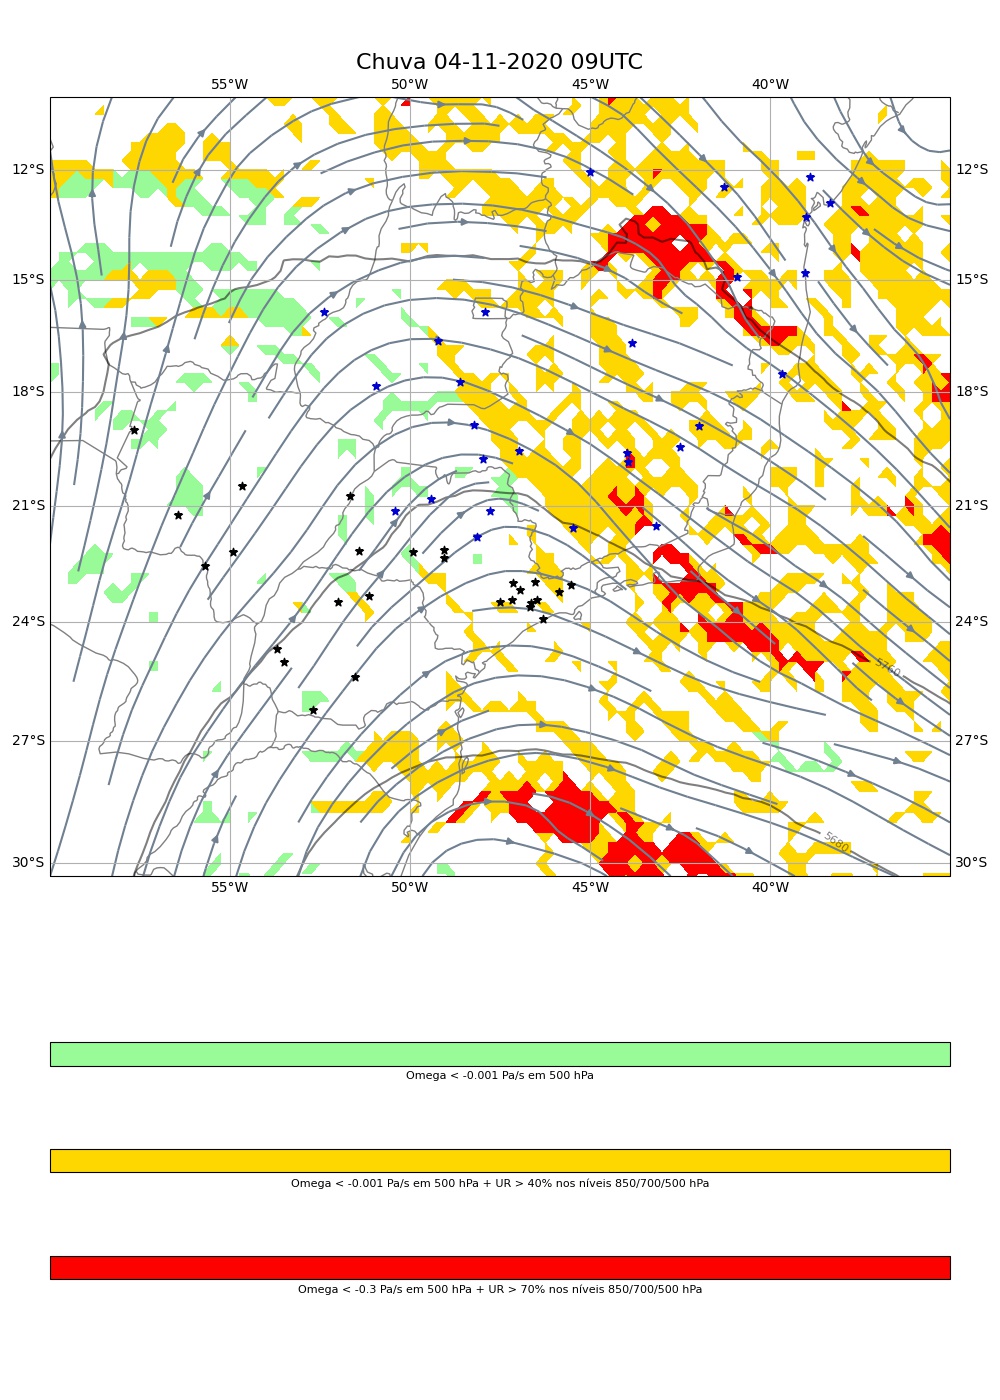 Chuva 04-11-2020 09UTC
55°W 50°W 45°W 40°W
12°S 12°S
15°S 15°S
18°S 18°S
21°S 21°S
24°S 24°S
5760
27°S 27°S
5680
30°S 30°S
55°W 50°W 45°W 40°W
Omega < -0.001 Pa/s em 500 hPa
Omega < -0.001 Pa/s em 500 hPa + UR > 40% nos níveis 850/700/500 hPa
Omega < -0.3 Pa/s em 500 hPa + UR > 70% nos níveis 850/700/500 hPa